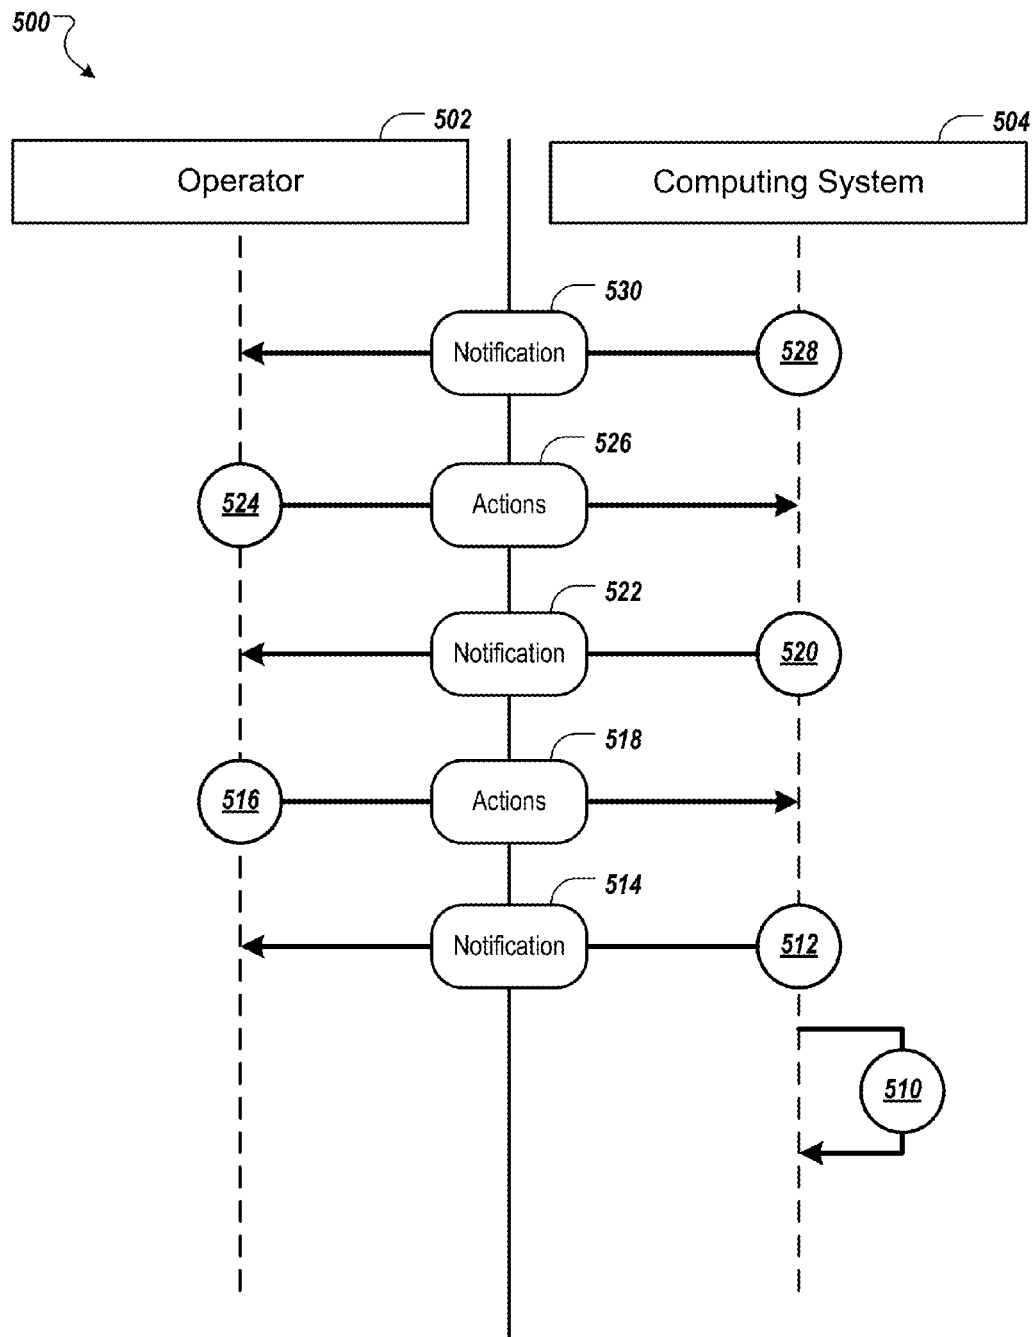 500
502
504
Operator
Computing System
530
Notification
528
526
524
Actions
522
Notification
520
518
516
Actions
514
Notification
512
510